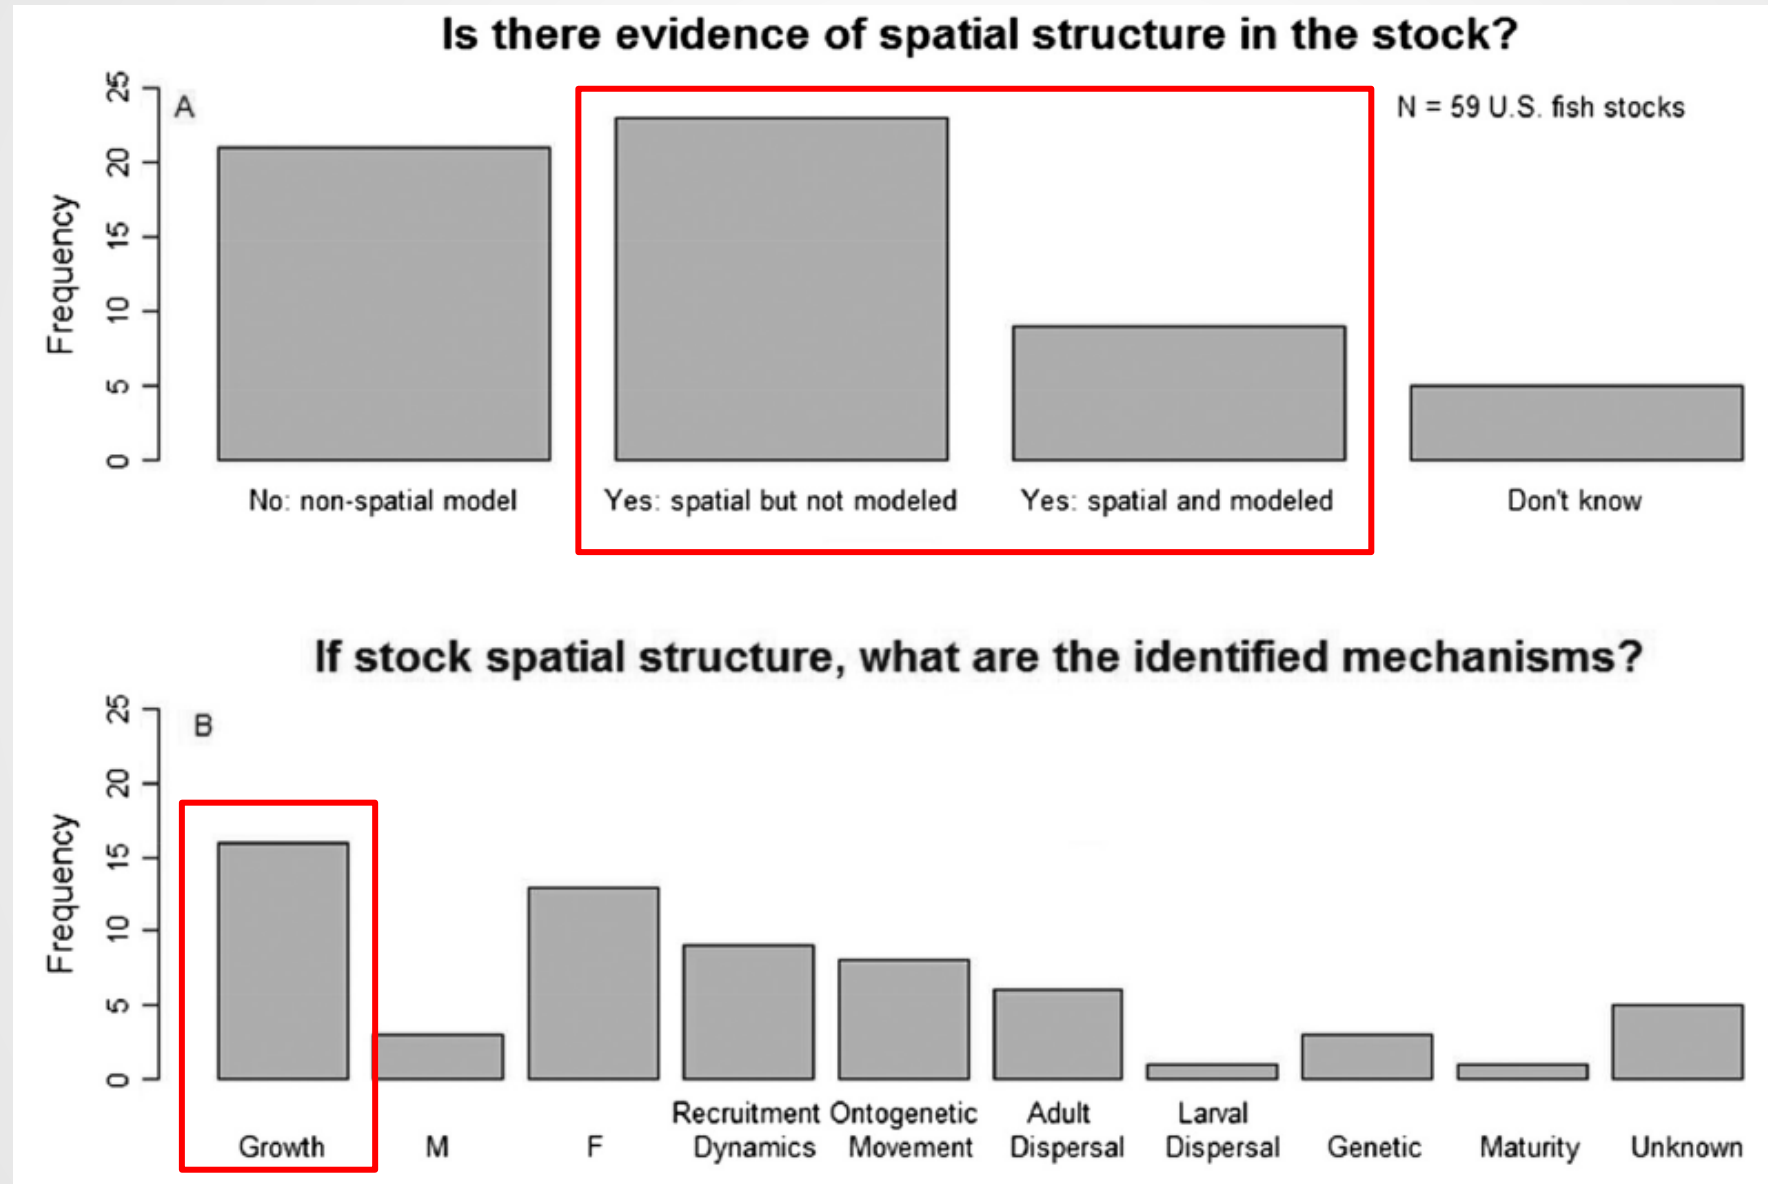 Is there evidence of spatial structure in the stock?
A
N = 59 U.S. fish stocks
Frequency
25
20
15
10
5
0
No: non-spatial model
Yes: spatial but not modeled
Yes: spatial and modeled
Don't know
If stock spatial structure, what are the identified mechanisms?
B
Frequency
25
20
15
10
5
0
Growth
M
F
Recruitment
Dynamics
Ontogenetic
Movement
Adult
Dispersal
Larval
Dispersal
Genetic
Maturity
Unknown